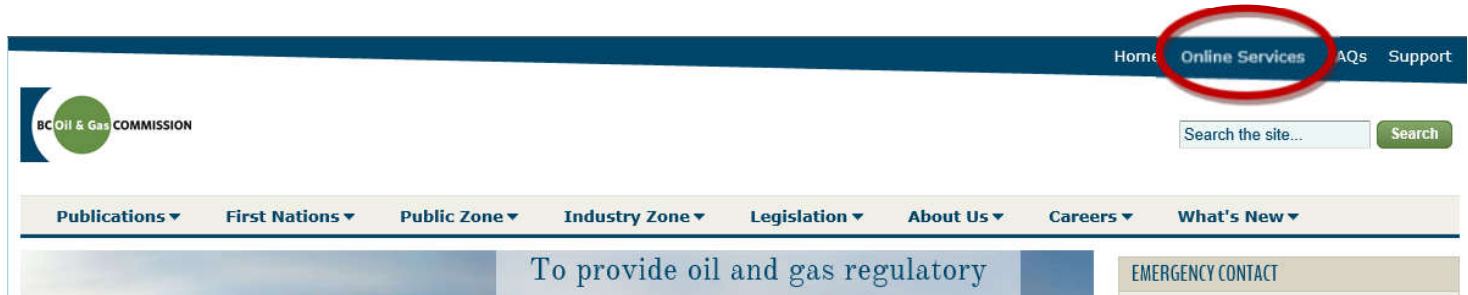 Home Online Services AQs Support
BC Oil & Gas COMMISSION
Search the site... Search
Publications First Nations Public Zone Industry Zone Legislation About Us Careers What's New
To provide oil and gas regulatory
EMERGENCY CONTACT